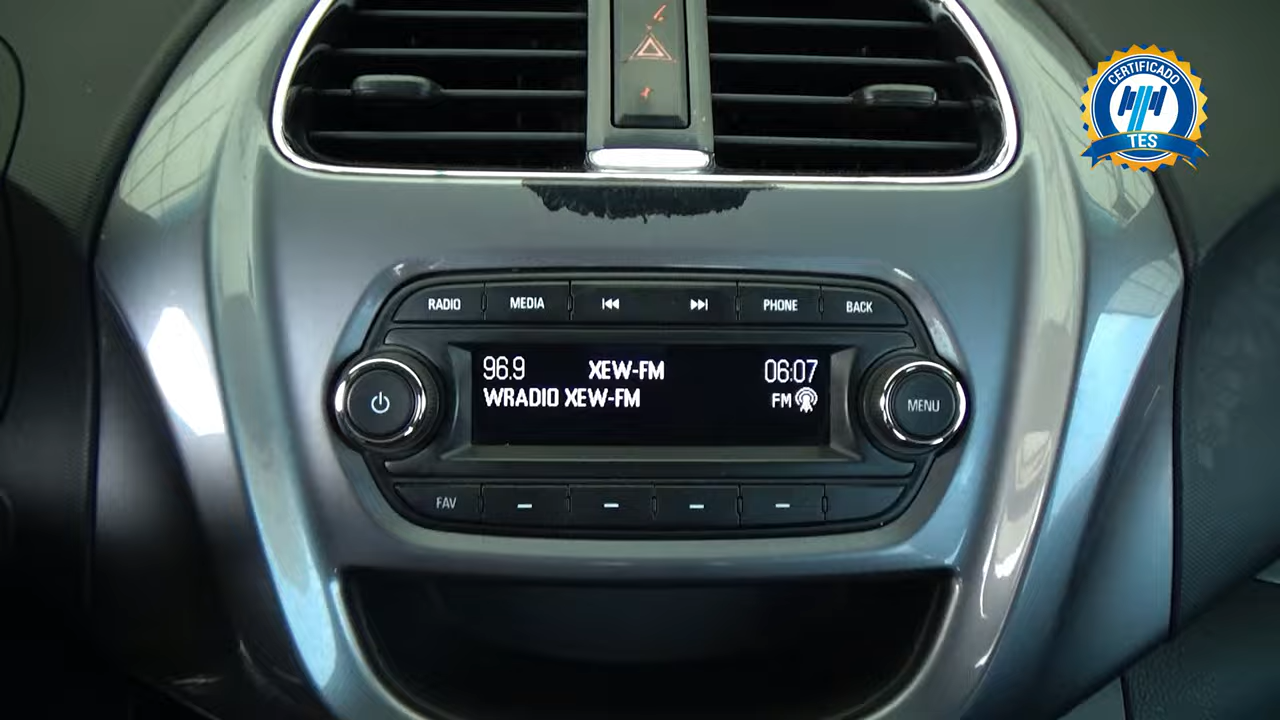 CERTIFICADO
TES
RADIO MEDIA PHONE BACK
96.9 XEW-FM 06:07
WRADIO XEW-FM FM
MENU
FAV